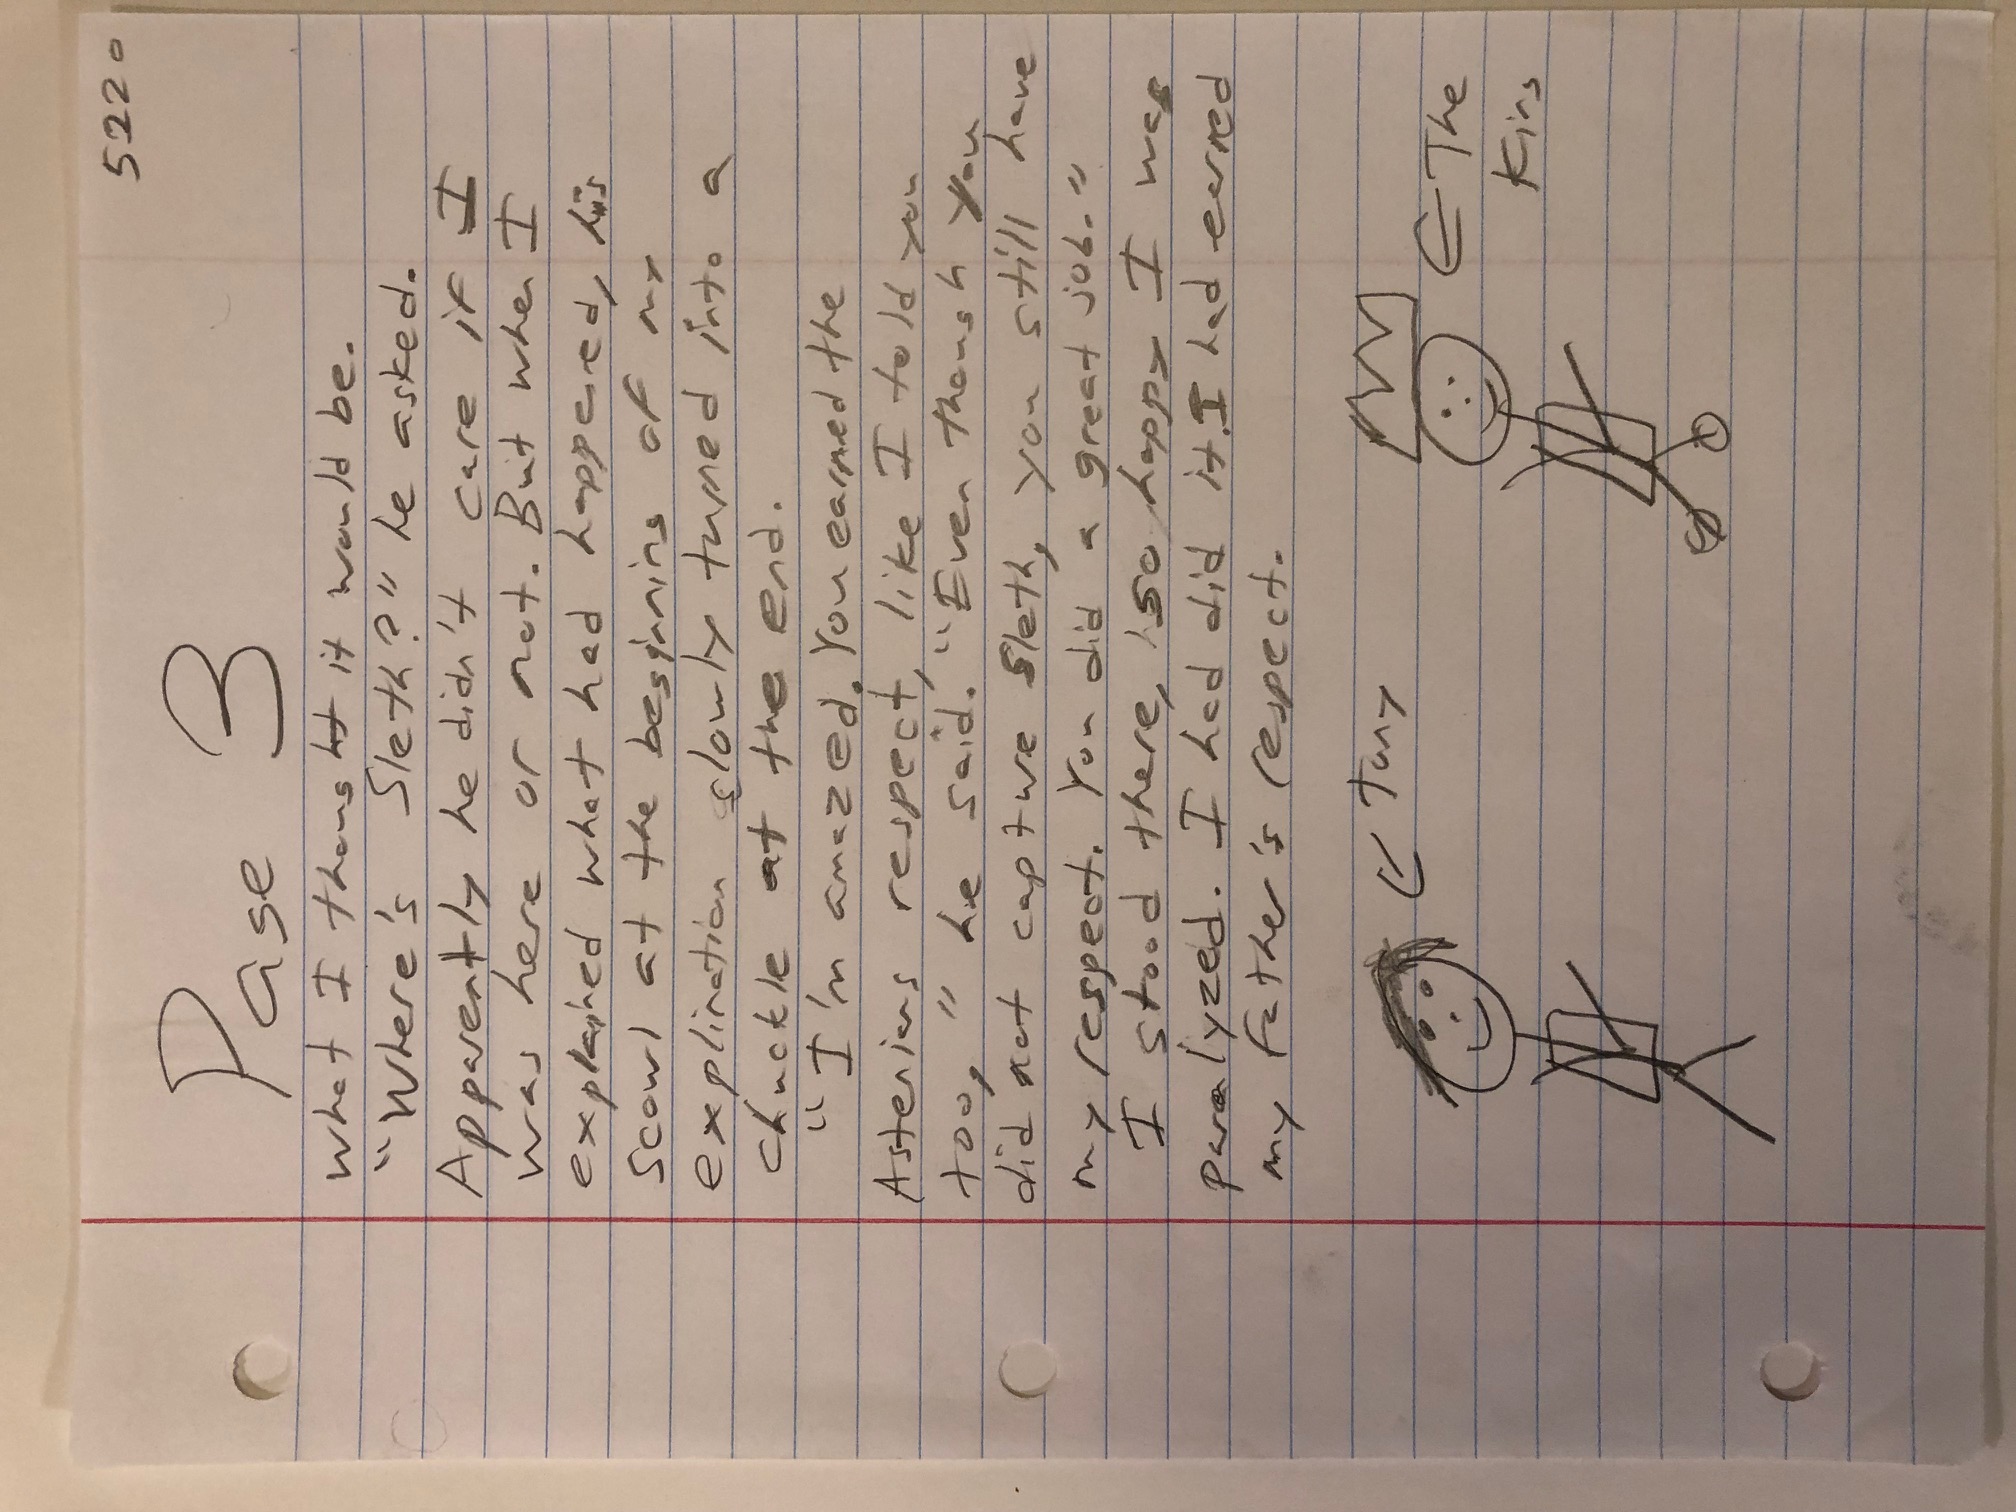 5220
Page 3
what I thought it would be.
"Where's Sleth?" he asked.
Apparently he didn't care if I
was here or not. But when I
explained what had happened, his
scowl at the beginning of my
explination slowly turned into a
chuckle at the end.
"I'm amazed. You earned the
Astenians respect, like I told you
too," he said. "Even though you
did not capture Sleth, you still have
my respect. You did a great job."
I stood there, so happy I was
paralyzed. I had did it. I had earned
my father's respect.
Tony
The
King